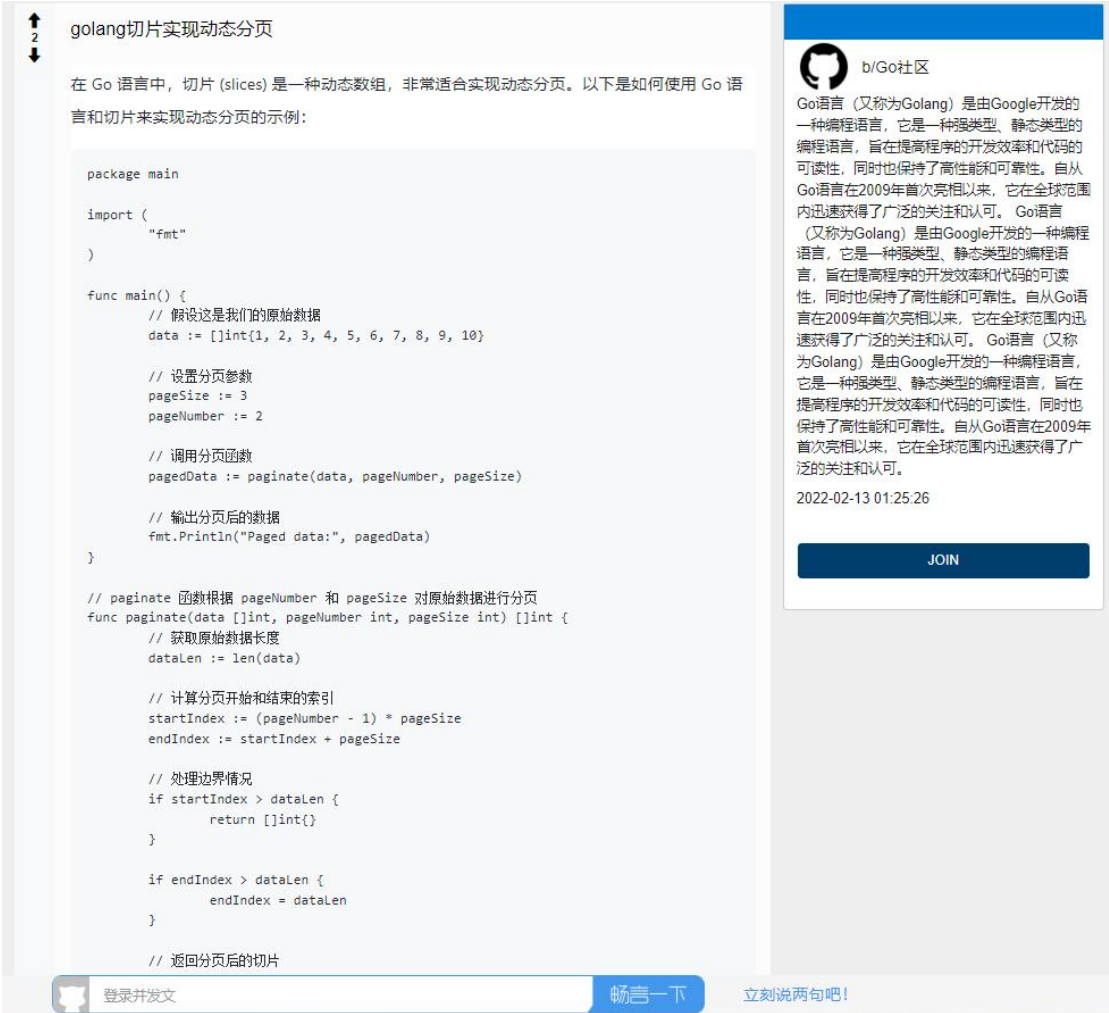 2
golang切片实现动态分页
在 Go 语言中，切片 (slices) 是一种动态数组，非常适合实现动态分页。以下是如何使用 Go 语
言和切片来实现动态分页的示例：
package main
import (
"fmt"
)
func main() {
// 假设这是我们的原始数据
data := []int{1, 2, 3, 4, 5, 6, 7, 8, 9, 10}
// 设置分页参数
pageSize := 3
pageNumber := 2
// 调用分页函数
pagedData := paginate(data, pageNumber, pageSize)
// 输出分页后的数据
fmt.Println("Paged data:", pagedData)
}
// paginate 函数根据 pageNumber 和 pageSize 对原始数据进行分页
func paginate(data []int, pageNumber int, pageSize int) []int {
// 获取原始数据长度
dataLen := len(data)
// 计算分页开始和结束的索引
startIndex := (pageNumber - 1) * pageSize
endIndex := startIndex + pageSize
// 处理边界情况
if startIndex > dataLen {
return []int{}
}
if endIndex > dataLen {
endIndex = dataLen
}
// 返回分页后的切片
b/Go社区
Go语言（又称为Golang）是由Google开发的
一种编程语言，它是一种强类型、静态类型的
编程语言，旨在提高程序的开发效率和代码的
可读性，同时也保持了高性能和可靠性。自从
Go语言在2009年首次亮相以来，它在全球范围
内迅速获得了广泛的关注和认可。 Go语言
（又称为Golang）是由Google开发的一种编程
语言，它是一种强类型、静态类型的编程语
言，旨在提高程序的开发效率和代码的可读
性，同时也保持了高性能和可靠性。自从Go语
言在2009年首次亮相以来，它在全球范围内迅
速获得了广泛的关注和认可。 Go语言（又称
为Golang）是由Google开发的一种编程语言，
它是一种强类型、静态类型的编程语言，旨在
提高程序的开发效率和代码的可读性，同时也
保持了高性能和可靠性。自从Go语言在2009年
首次亮相以来，它在全球范围内迅速获得了广
泛的关注和认可。
2022-02-13 01:25:26
JOIN
登录并发文
畅言一下
立刻说两句吧！